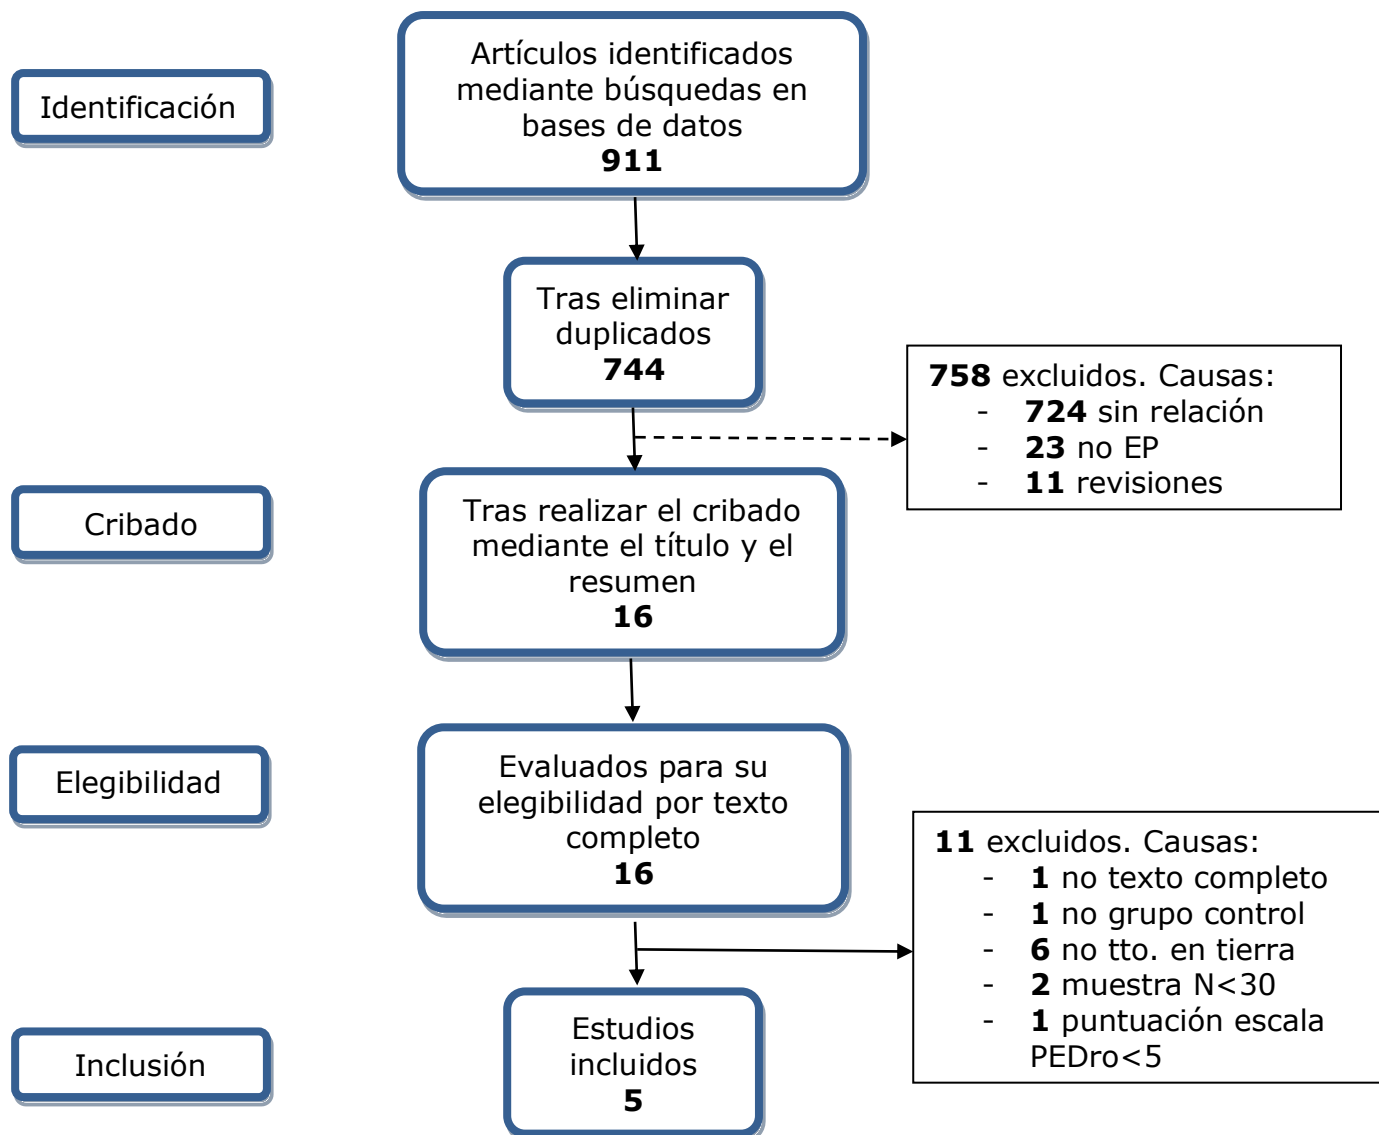 Identificación
Artículos identificados
mediante búsquedas en
bases de datos
911
Tras eliminar
duplicados
744
758 excluidos. Causas:
- 724 sin relación
- 23 no EP
- 11 revisiones
Cribado
Tras realizar el cribado
mediante el título y el
resumen
16
Elegibilidad
Evaluados para su
elegibilidad por texto
completo
16
11 excluidos. Causas:
- 1 no texto completo
- 1 no grupo control
- 6 no tto. en tierra
- 2 muestra N<30
- 1 puntuación escala
PEDro<5
Inclusión
Estudios
incluidos
5